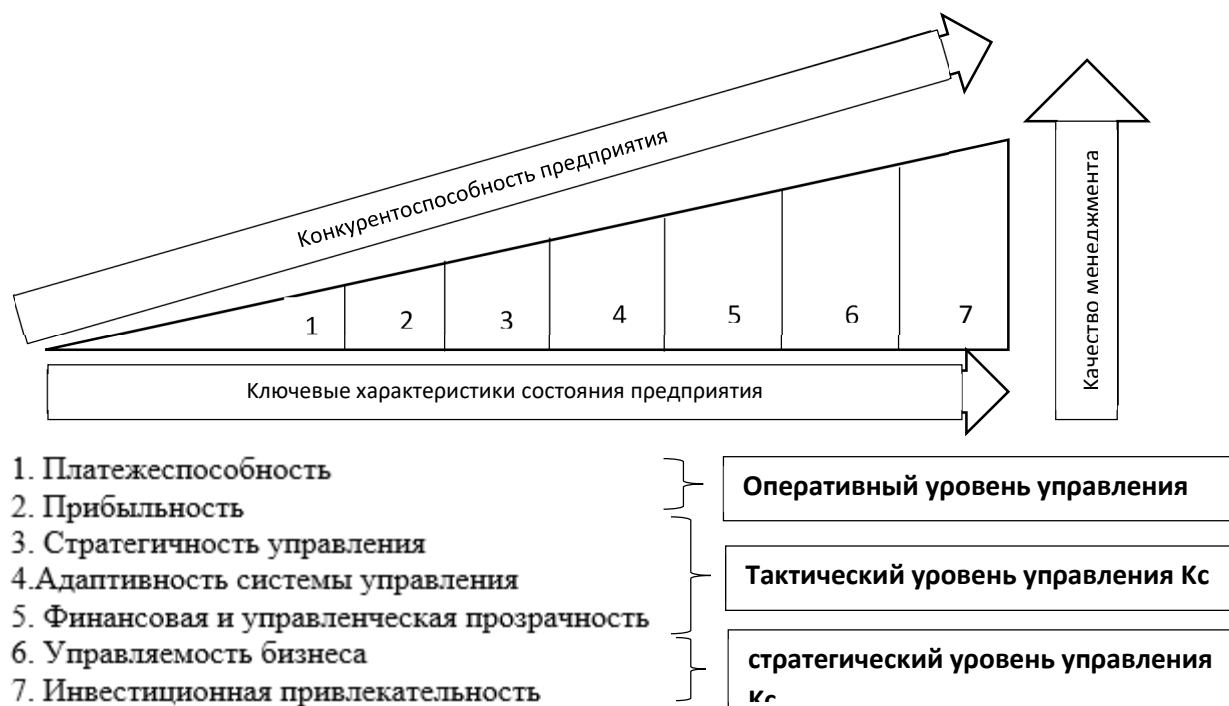 Конкурентоспособность предприятия
Качество менеджмента
1 2 3 4 5 6 7
Ключевые характеристики состояния предприятия
1. Платежеспособность
2. Прибыльность
3. Стратегичность управления
4.Адаптивность системы управления
5. Финансовая и управленческая прозрачность
6. Управляемость бизнеса
7. Инвестиционная привлекательность
Оперативный уровень управления
Тактический уровень управления Кс
стратегический уровень управления
Кс